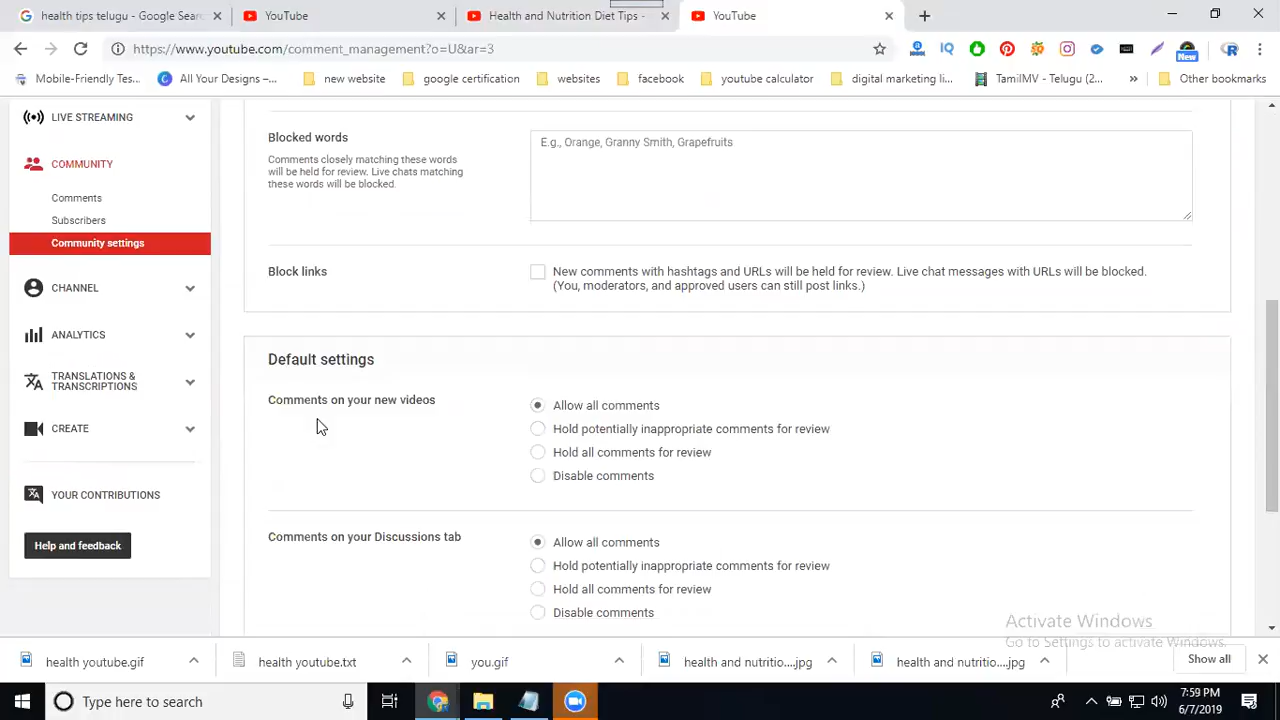 health tips telugu - Google Sear
YouTube
Health and Nutrition Diet Tips -
YouTube
https://www.youtube.com/comment_management?o=U&ar=3
New
Mobile-Friendly Tes...
All Your Designs –...
new website
google certification
websites
facebook
youtube calculator
digital marketing li...
TamilMV - Telugu (2...
Other bookmarks
LIVE STREAMING
COMMUNITY
Comments
Subscribers
Community settings
CHANNEL
ANALYTICS
TRANSLATIONS &
TRANSCRIPTIONS
CREATE
YOUR CONTRIBUTIONS
Help and feedback
Blocked words
Comments closely matching these words
will be held for review. Live chats matching
these words will be blocked.
E.g., Orange, Granny Smith, Grapefruits
Block links
New comments with hashtags and URLs will be held for review. Live chat messages with URLs will be blocked.
(You, moderators, and approved users can still post links.)
Default settings
Comments on your new videos
Allow all comments
Hold potentially inappropriate comments for review
Hold all comments for review
Disable comments
Comments on your Discussions tab
Allow all comments
Hold potentially inappropriate comments for review
Hold all comments for review
Disable comments
Activate Windows
Go to Settings to activate Windows.
health youtube.gif
health youtube.txt
you.gif
health and nutritio....jpg
health and nutritio....jpg
Show all
Type here to search
7:59 PM
6/7/2019